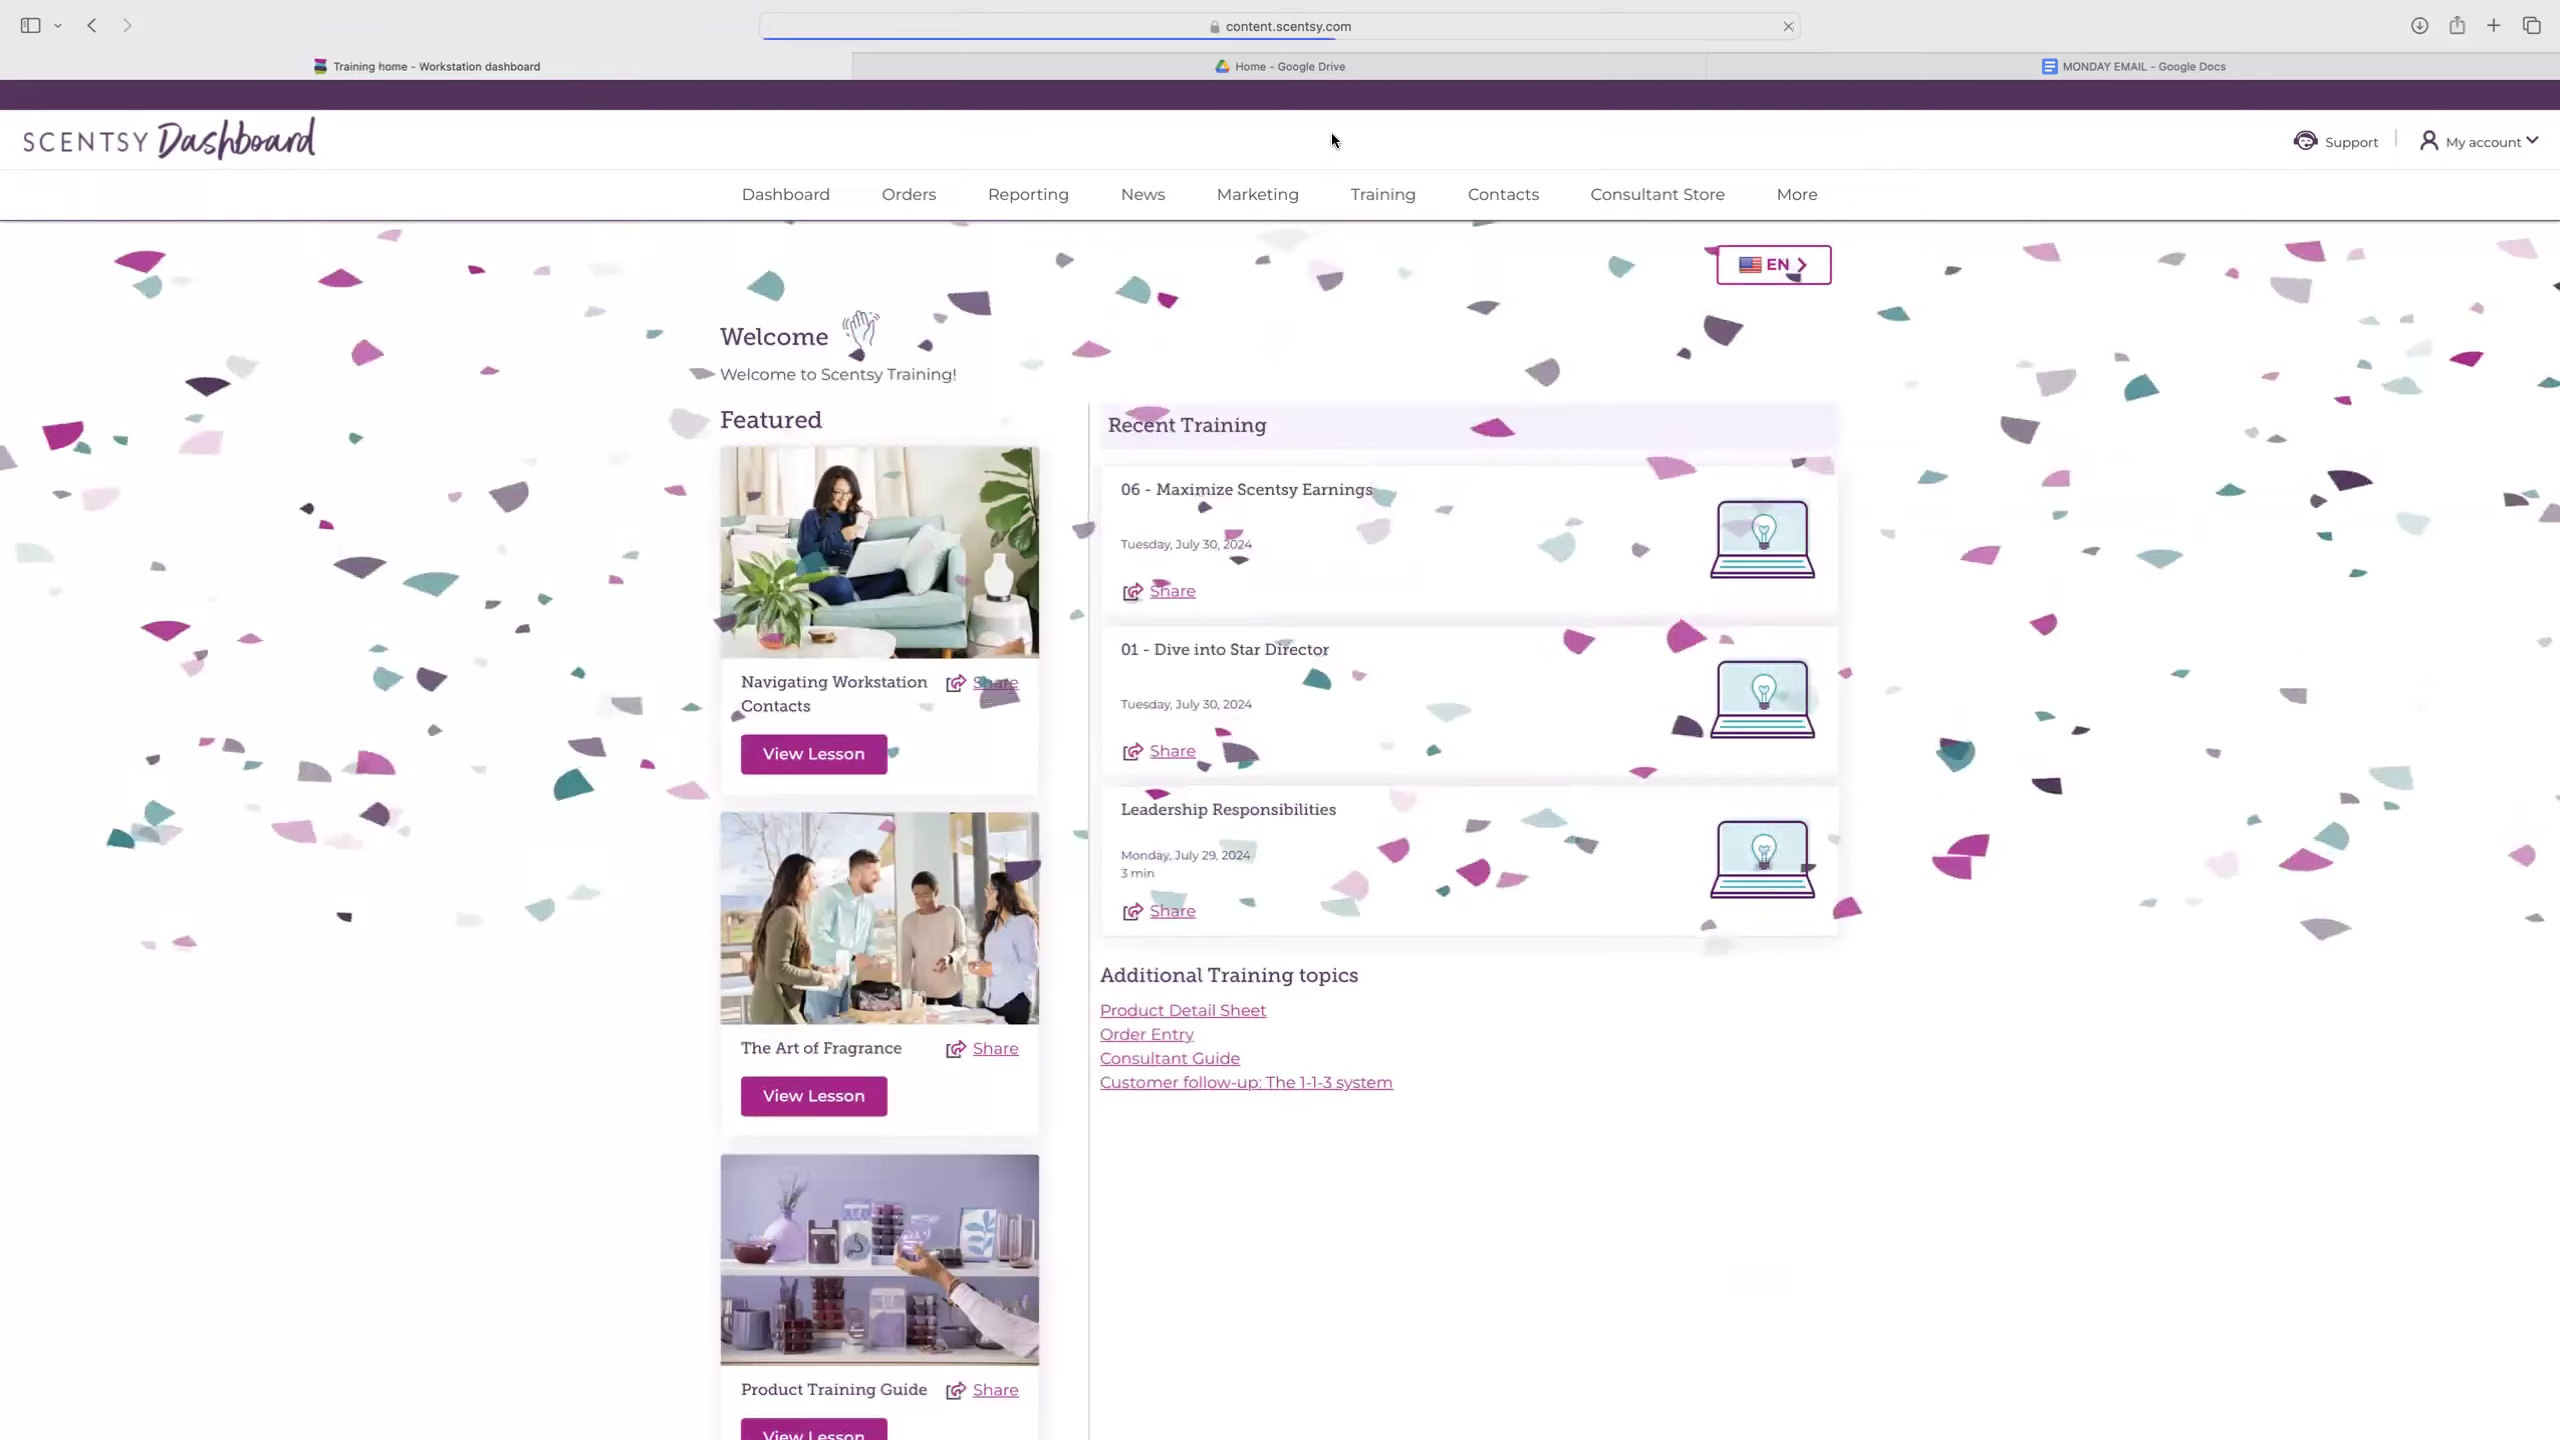 content.scentsy.com
Training home - Workstation dashboard
Home - Google Drive
MONDAY EMAIL - Google Docs
SCENTSY Dashboard
Support
My account
Dashboard
Orders
Reporting
News
Marketing
Training
Contacts
Consultant Store
More
EN
Welcome
Welcome to Scentsy Training!
Featured
Navigating Workstation
Contacts
Share
View Lesson
The Art of Fragrance
Share
View Lesson
Product Training Guide
Share
View Lesson
Recent Training
06 - Maximize Scentsy Earnings
Tuesday, July 30, 2024
Share
01 - Dive into Star Director
Tuesday, July 30, 2024
Share
Leadership Responsibilities
Monday, July 29, 2024
3 min
Share
Additional Training topics
Product Detail Sheet
Order Entry
Consultant Guide
Customer follow-up: The 1-1-3 system